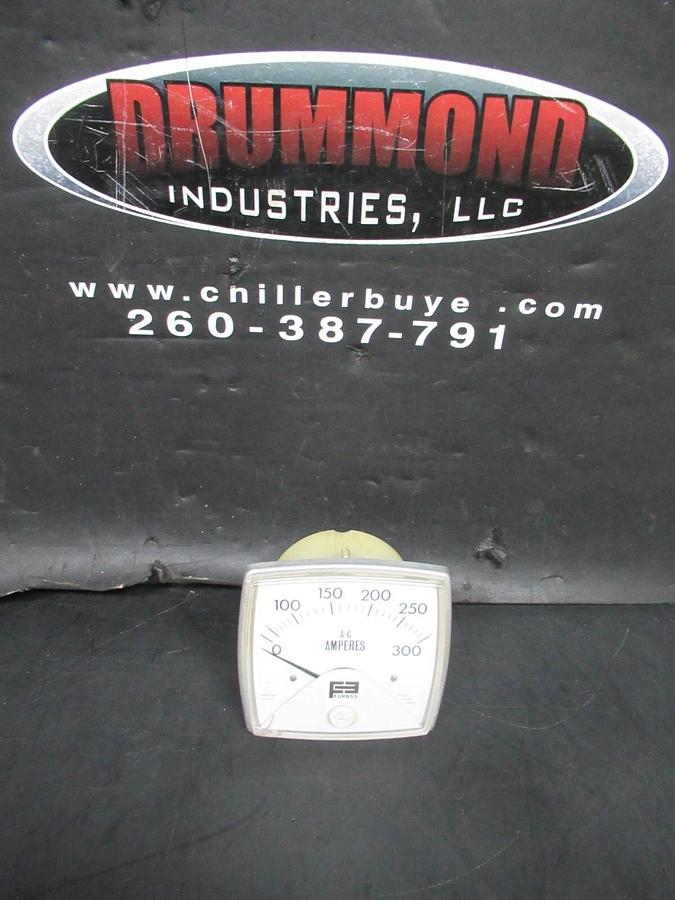 DRUMMOND
INDUSTRIES, LLC
www.chillerbuye .com
260-387-791
0 100 150 200 250 300
A-C
AMPERES
FURNAS